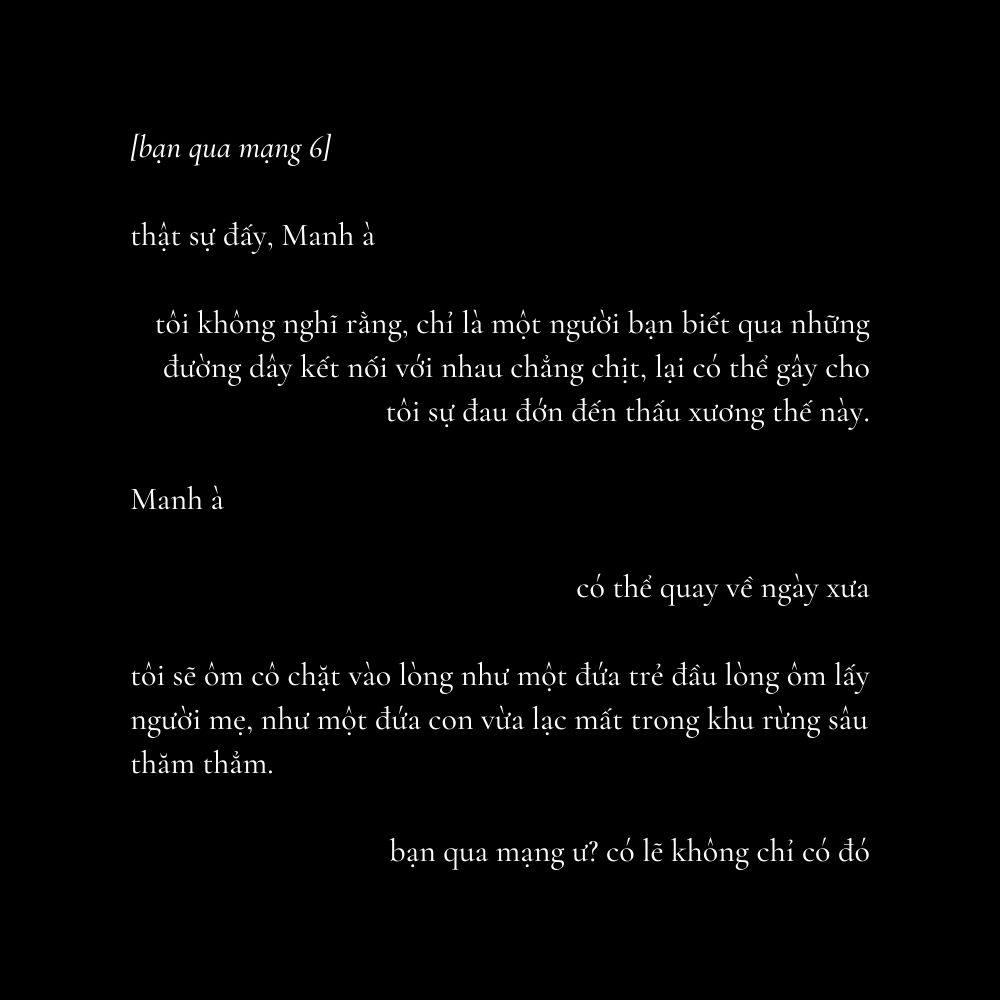 [bạn qua mạng 6]
thật sự đấy, Manh à
tôi không nghĩ rằng, chỉ là một người bạn biết qua những
đường dây kết nối với nhau chẳng chịt, lại có thể gây cho
tôi sự đau đớn đến thấu xương thế này.
Manh à
có thể quay về ngày xưa
tôi sẽ ôm cô chặt vào lòng như một đứa trẻ đầu lòng ôm lấy
người mẹ, như một đứa con vừa lạc mất trong khu rừng sâu
thăm thẳm.
bạn qua mạng ư? có lẽ không chỉ có đó